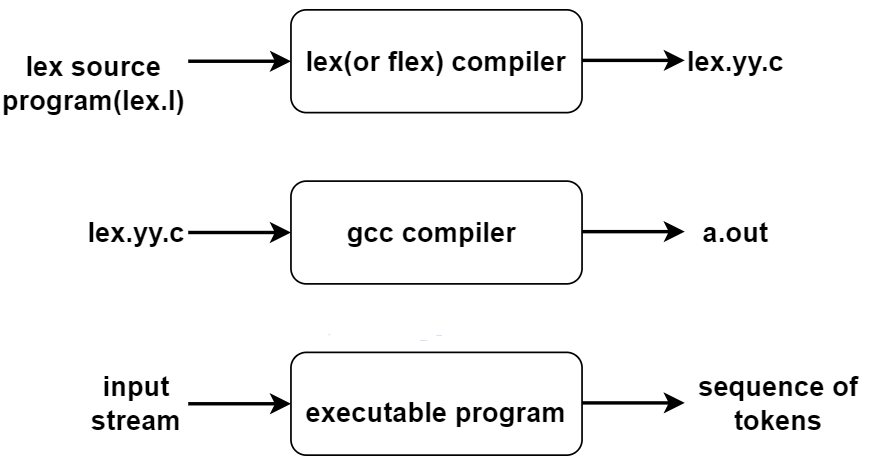 lex source
program(lex.l)
lex(or flex) compiler
lex.yy.c
lex.yy.c
gcc compiler
a.out
input
stream
executable program
sequence of
tokens